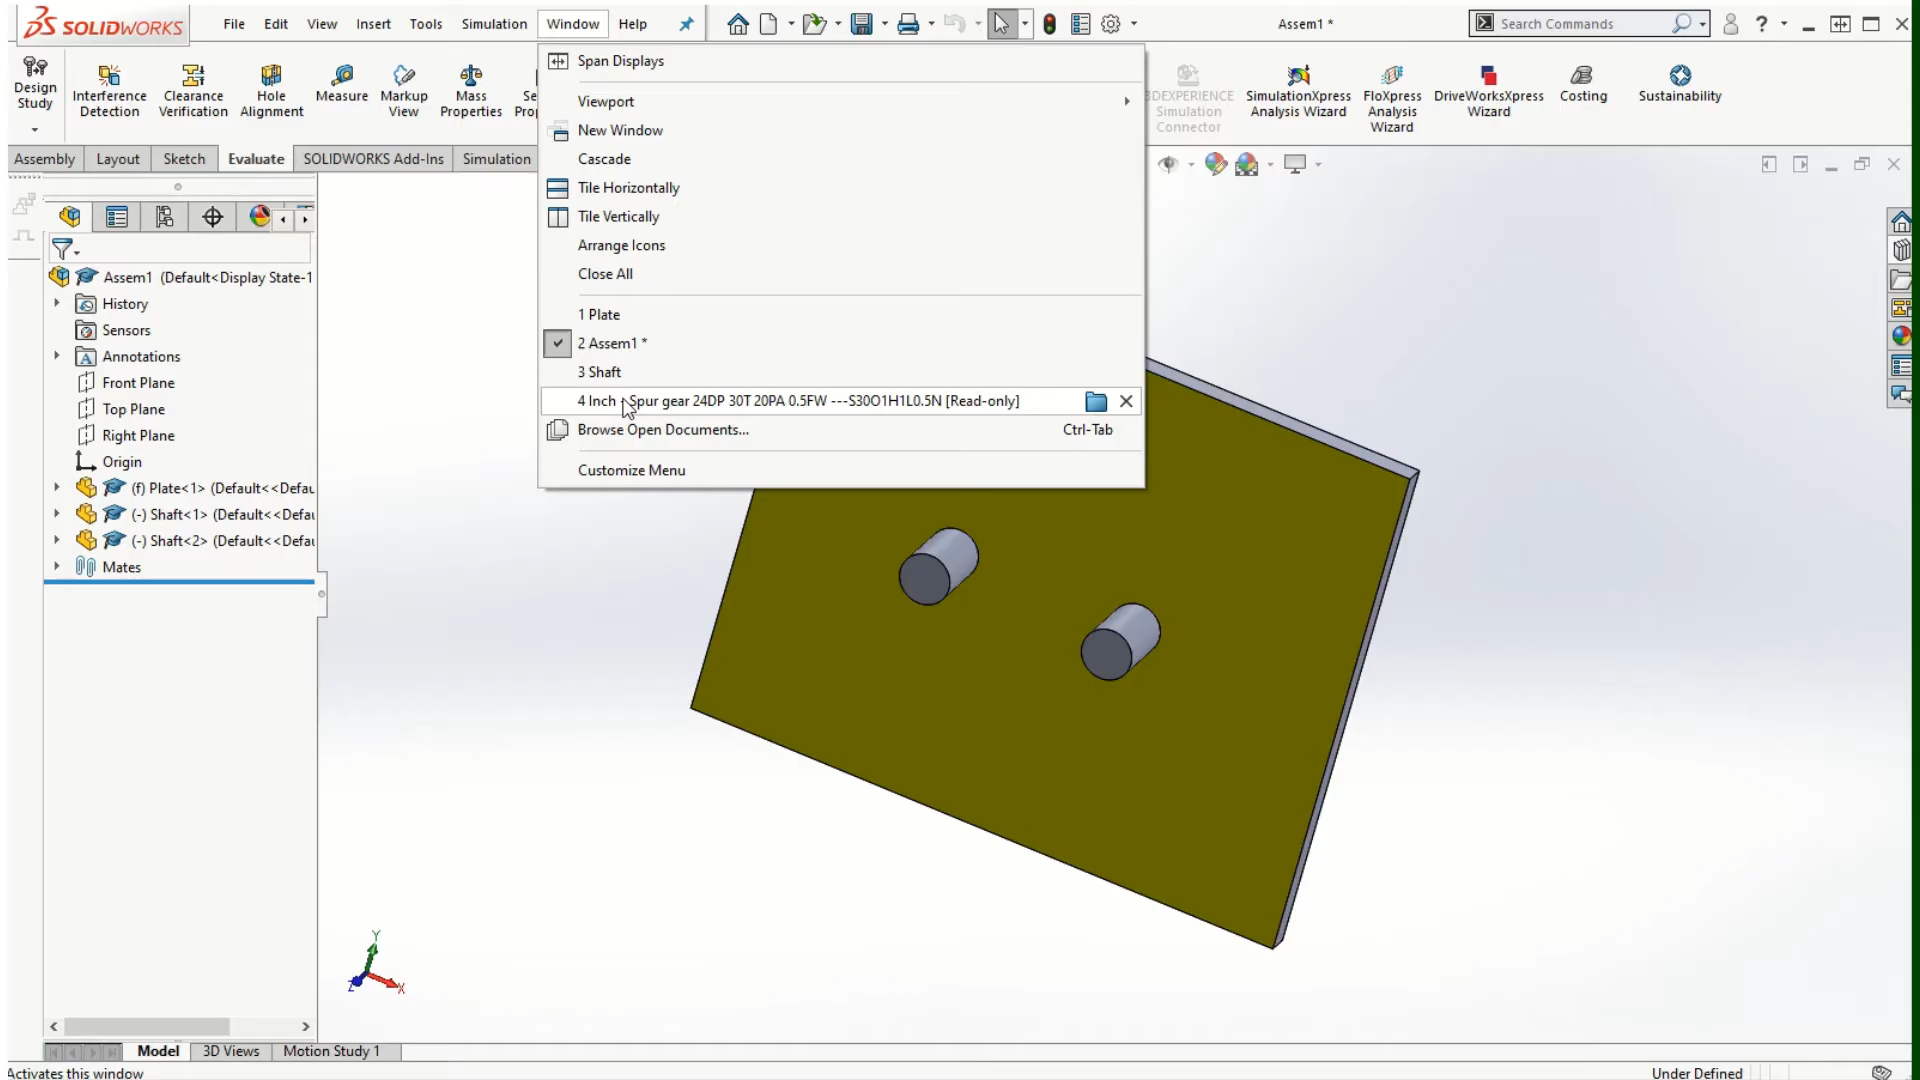 SOLIDWORKS
File Edit View Insert Tools Simulation Window Help
Assem1 *
Search Commands
?
Design Study
Interference Detection
Clearance Verification
Hole Alignment
Measure
Markup View
Mass Properties
Simulation Connector
SimulationXpress Analysis Wizard
FloXpress Analysis Wizard
DriveWorksXpress Wizard
Costing
Sustainability
Assembly Layout Sketch Evaluate SOLIDWORKS Add-Ins Simulation
Span Displays
Viewport
New Window
Cascade
Tile Horizontally
Tile Vertically
Arrange Icons
Close All
1 Plate
2 Assem1 *
3 Shaft
4 Inch - Spur gear 24DP 30T 20PA 0.5FW ---S30O1H1L0.5N [Read-only]
Browse Open Documents... Ctrl-Tab
Customize Menu
Assem1 (Default<Display State-1
History
Sensors
Annotations
Front Plane
Top Plane
Right Plane
Origin
(f) Plate<1> (Default<<Defau
(-) Shaft<1> (Default<<Defau
(-) Shaft<2> (Default<<Defau
Mates
Y
Z
X
Model 3D Views Motion Study 1
Activates this window
Under Defined